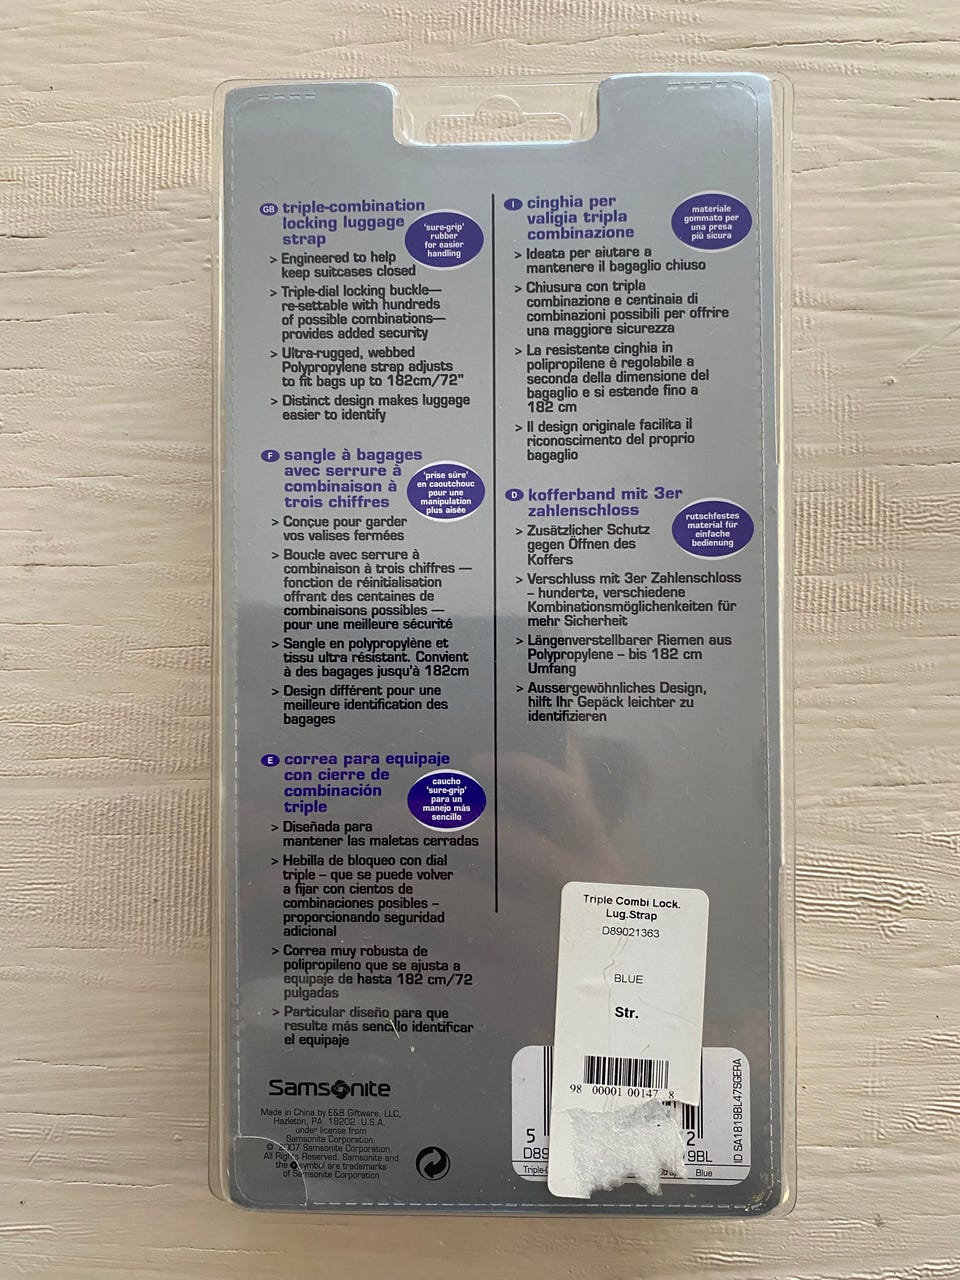 GB triple-combination
locking luggage
strap
'sure-grip'
rubber
for easier
handling
> Engineered to help
keep suitcases closed
> Triple-dial locking buckle—
re-settable with hundreds
of possible combinations—
provides added security
> Ultra-rugged, webbed
Polypropylene strap adjusts
to fit bags up to 182cm/72"
> Distinct design makes luggage
easier to identify
F sangle à bagages
avec serrure à
combinaison à
trois chiffres
'prise sûre'
en caoutchouc
pour une
manipulation
plus aisée
> Conçue pour garder
vos valises fermées
> Boucle avec serrure à
combinaison à trois chiffres —
fonction de réinitialisation
offrant des centaines de
combinaisons possibles —
pour une meilleure sécurité
> Sangle en polypropylène et
tissu ultra résistant. Convient
à des bagages jusqu'à 182cm
> Design différent pour une
meilleure identification des
bagages
E correa para equipaje
con cierre de
combinación
triple
caucho
'sure-grip'
para un
manejo más
sencillo
> Diseñada para
mantener las maletas cerradas
> Hebilla de bloqueo con dial
triple – que se puede volver
a fijar con cientos de
combinaciones posibles –
proporcionando seguridad
adicional
> Correa muy robusta de
polipropileno que se ajusta a
equipaje de hasta 182 cm/72
pulgadas
> Particular diseño para que
resulte más sencillo identificar
el equipaje
Samsonite
Made in China by E&B Giftware, LLC,
Hazleton, PA 18202 U.S.A.
under license from
Samsonite Corporation.
© 2007 Samsonite Corporation.
All Rights Reserved. Samsonite and
the symbol are trademarks
of Samsonite Corporation
I cinghia per
valigia tripla
combinazione
materiale
gommato per
una presa
più sicura
> Ideata per aiutare a
mantenere il bagaglio chiuso
> Chiusura con tripla
combinazione e centinaia di
combinazioni possibili per offrire
una maggiore sicurezza
> La resistente cinghia in
polipropilene è regolabile a
seconda della dimensione del
bagaglio e si estende fino a
182 cm
> Il design originale facilita il
riconoscimento del proprio
bagaglio
D kofferband mit 3er
zahlenschloss
rutschfestes
material für
einfache
bedienung
> Zusätzlicher Schutz
gegen Öffnen des
Koffers
> Verschluss mit 3er Zahlenschloss
– hunderte, verschiedene
Kombinationsmöglichenkeiten für
mehr Sicherheit
> Längenverstellbarer Riemen aus
Polypropylene – bis 182 cm
Umfang
> Aussergewöhnliches Design,
hilft Ihr Gepäck leichter zu
identifizieren
Triple Combi Lock.
Lug.Strap
D89021363
BLUE
Str.
98 00001 00147 8
5 2
D89 9BL
Triple- Blue
ID SA1819BL47SGERA